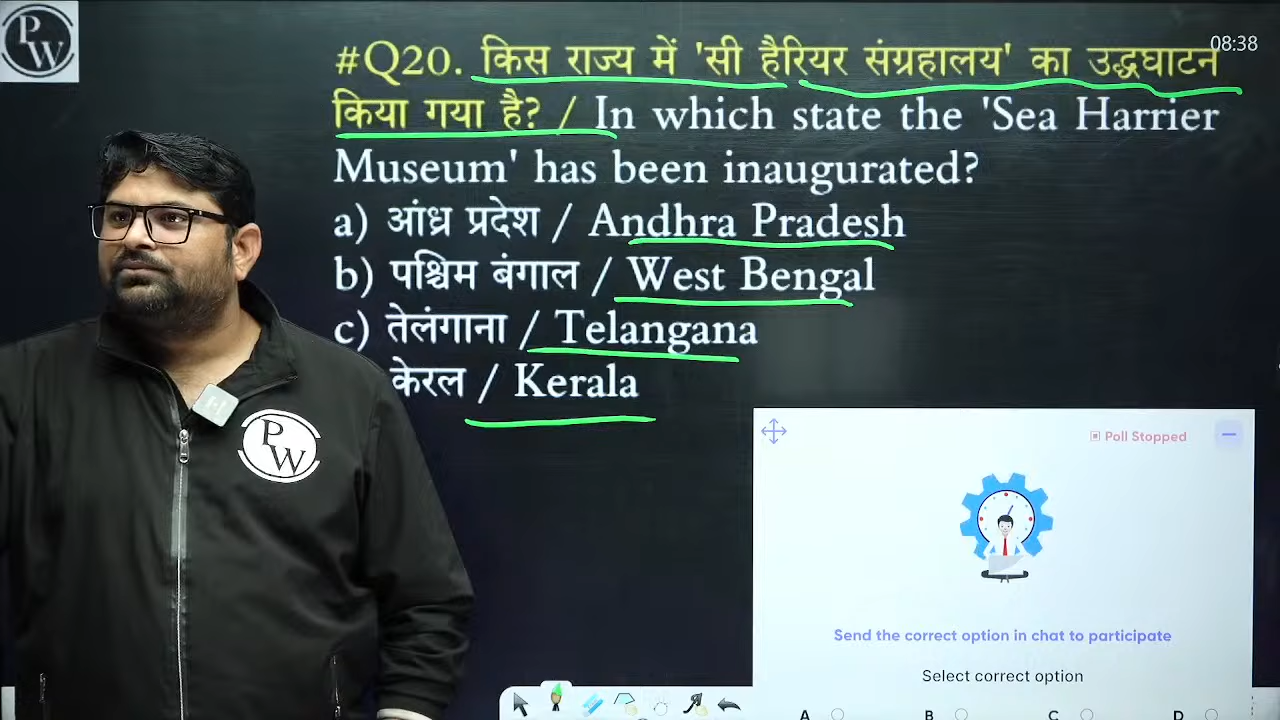 PW
08:38
#Q20. किस राज्य में 'सी हैरियर संग्रहालय' का उद्धघाटन
किया गया है? / In which state the 'Sea Harrier
Museum' has been inaugurated?
a) आंध्र प्रदेश / Andhra Pradesh
b) पश्चिम बंगाल / West Bengal
c) तेलंगाना / Telangana
केरल / Kerala
PW
Poll Stopped
Send the correct option in chat to participate
Select correct option
A B C D